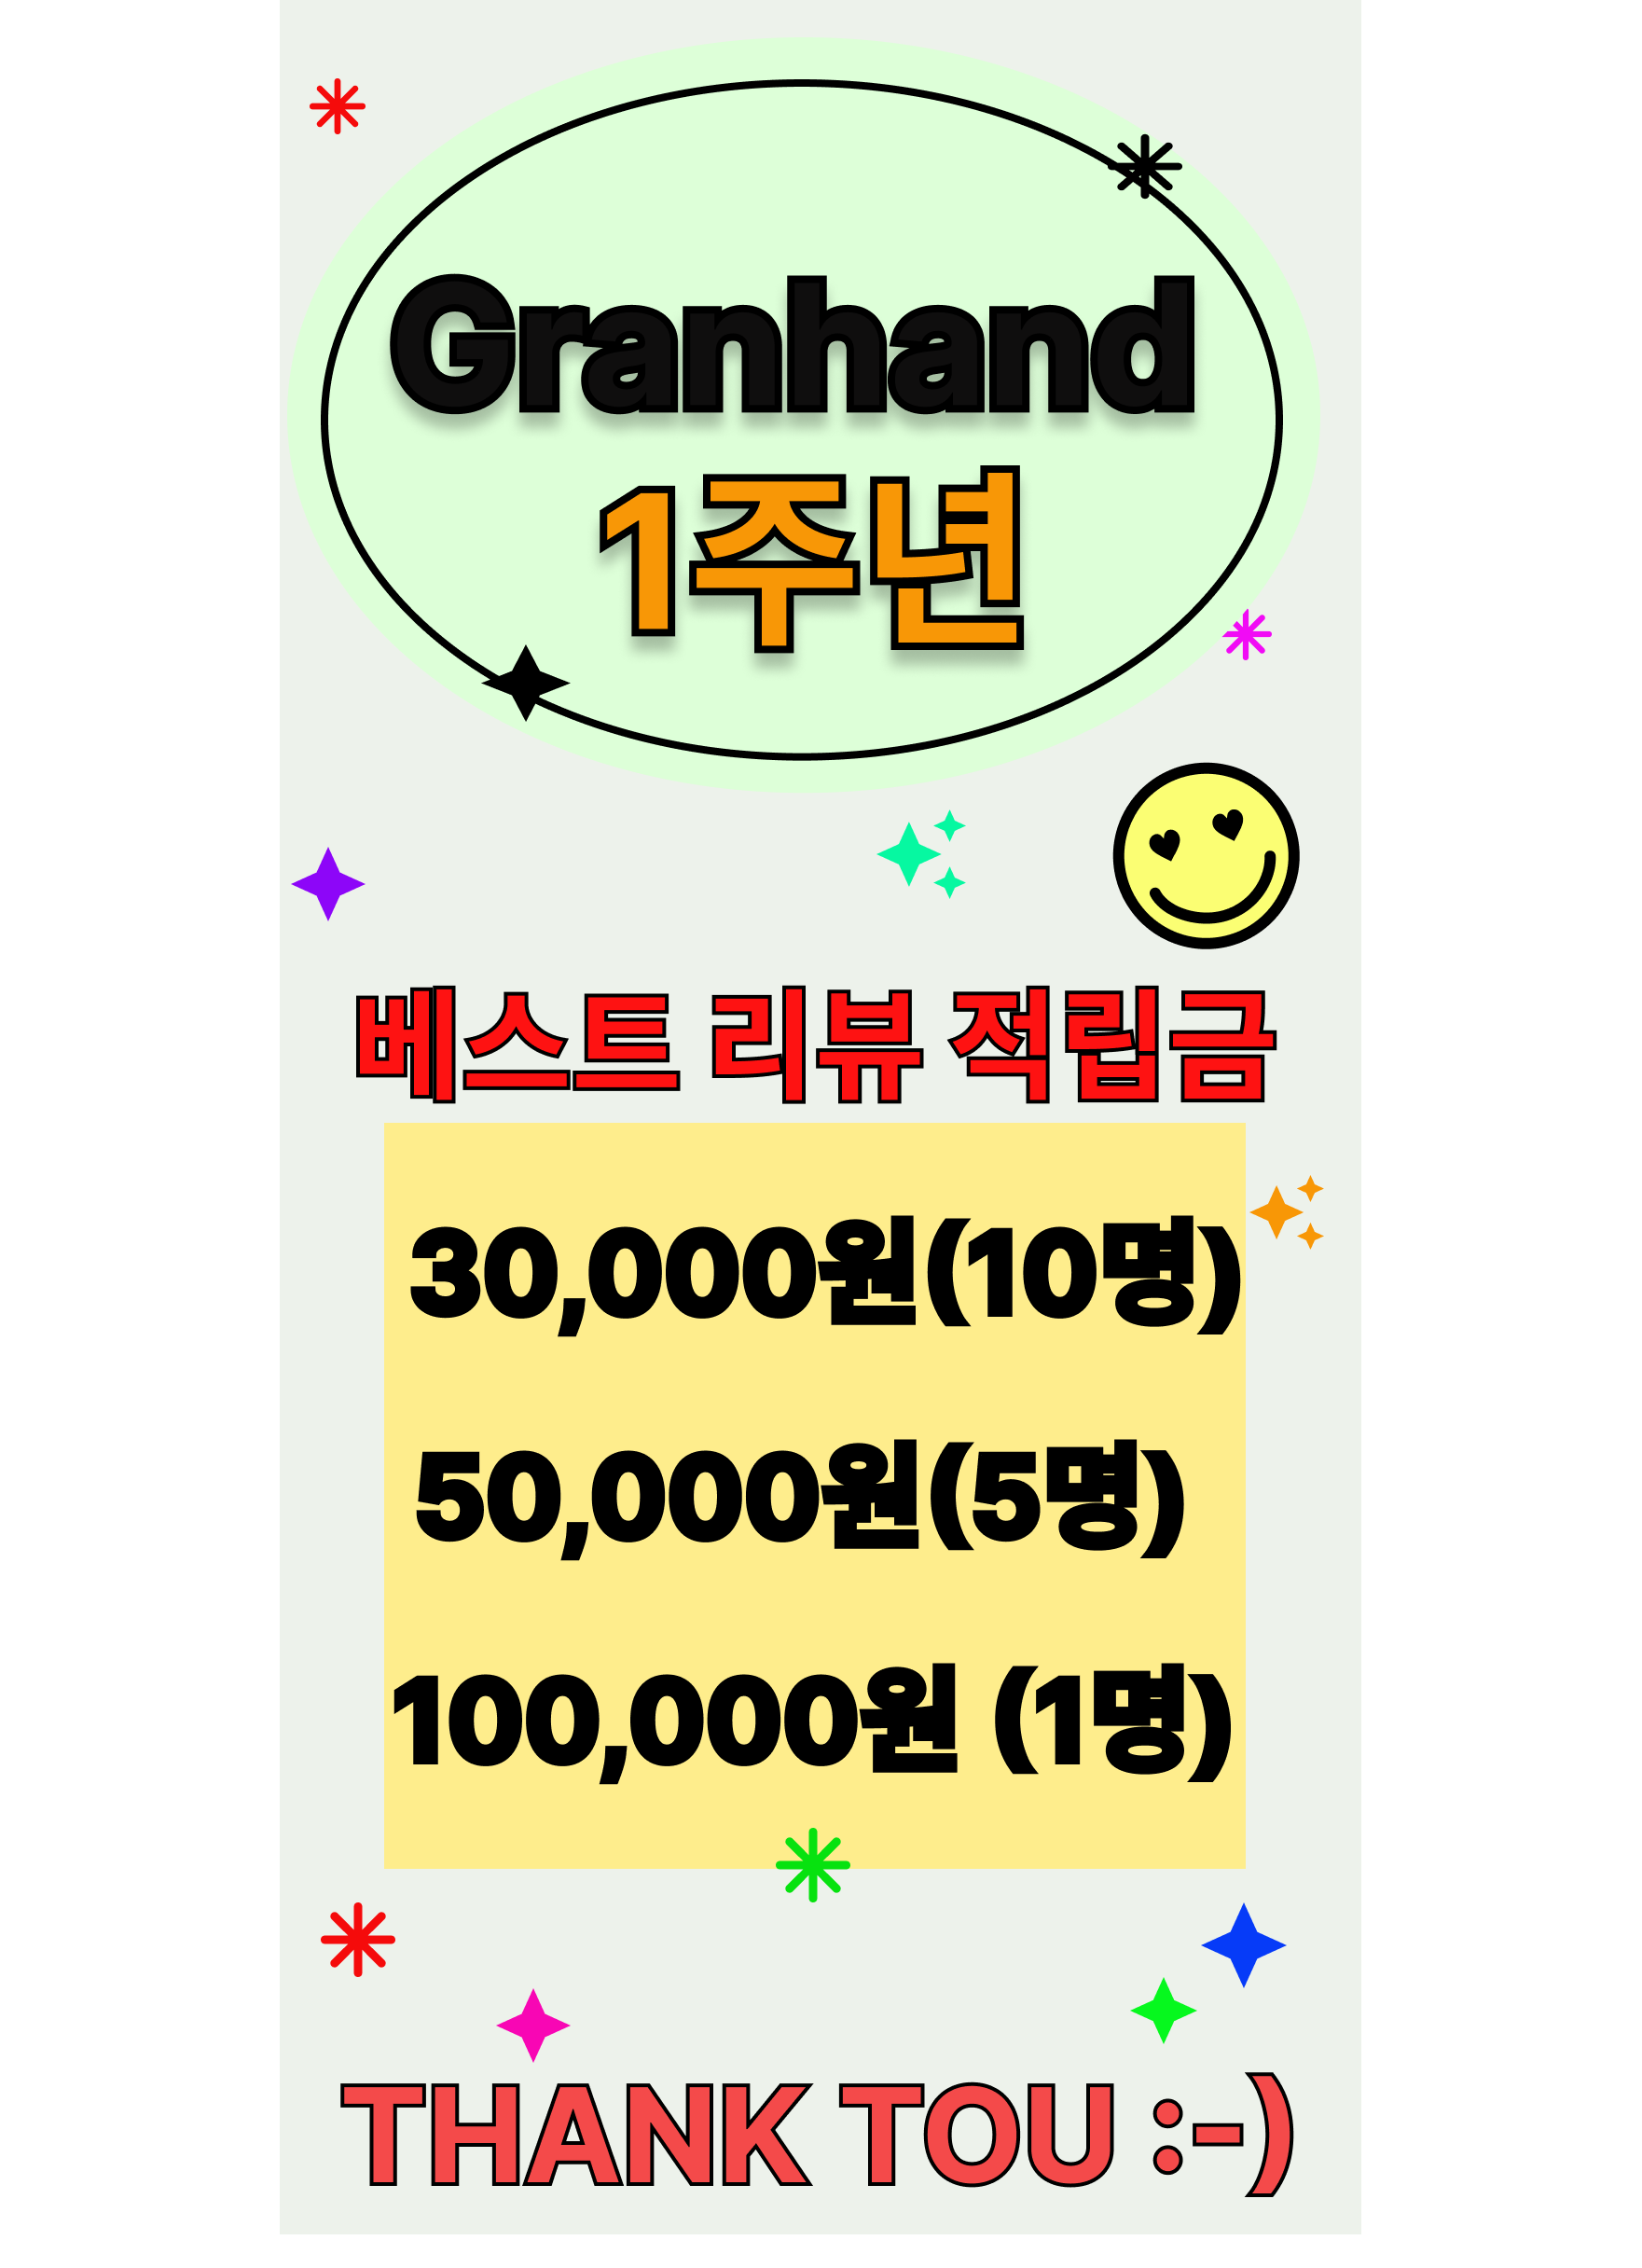 Granhand
1주년
베스트 리뷰 적립금
30,000원(10명)
50,000원(5명)
100,000원 (1명)
THANK TOU :-)